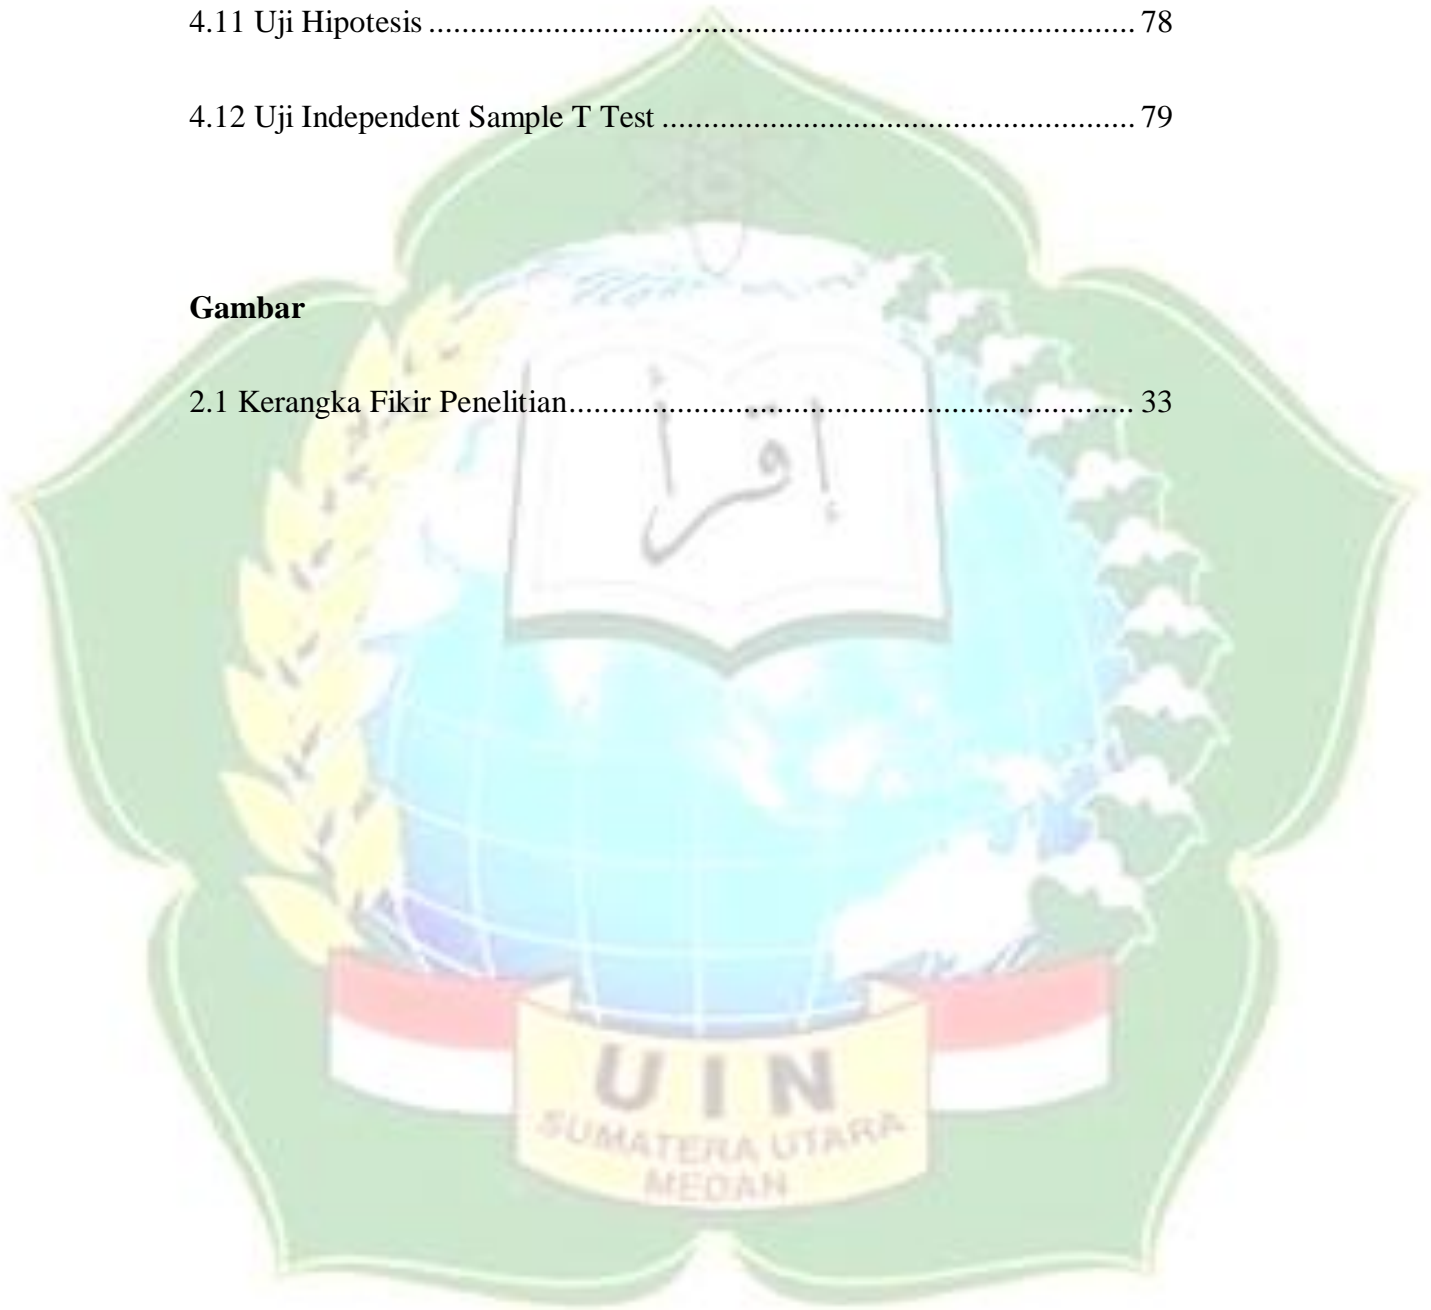 4.11 Uji Hipotesis ........................................................................................ 78
4.12 Uji Independent Sample T Test ........................................................... 79
Gambar
2.1 Kerangka Fikir Penelitian...................................................................... 33
إقرأ
UIN
SUMATERA UTARA
MEDAN